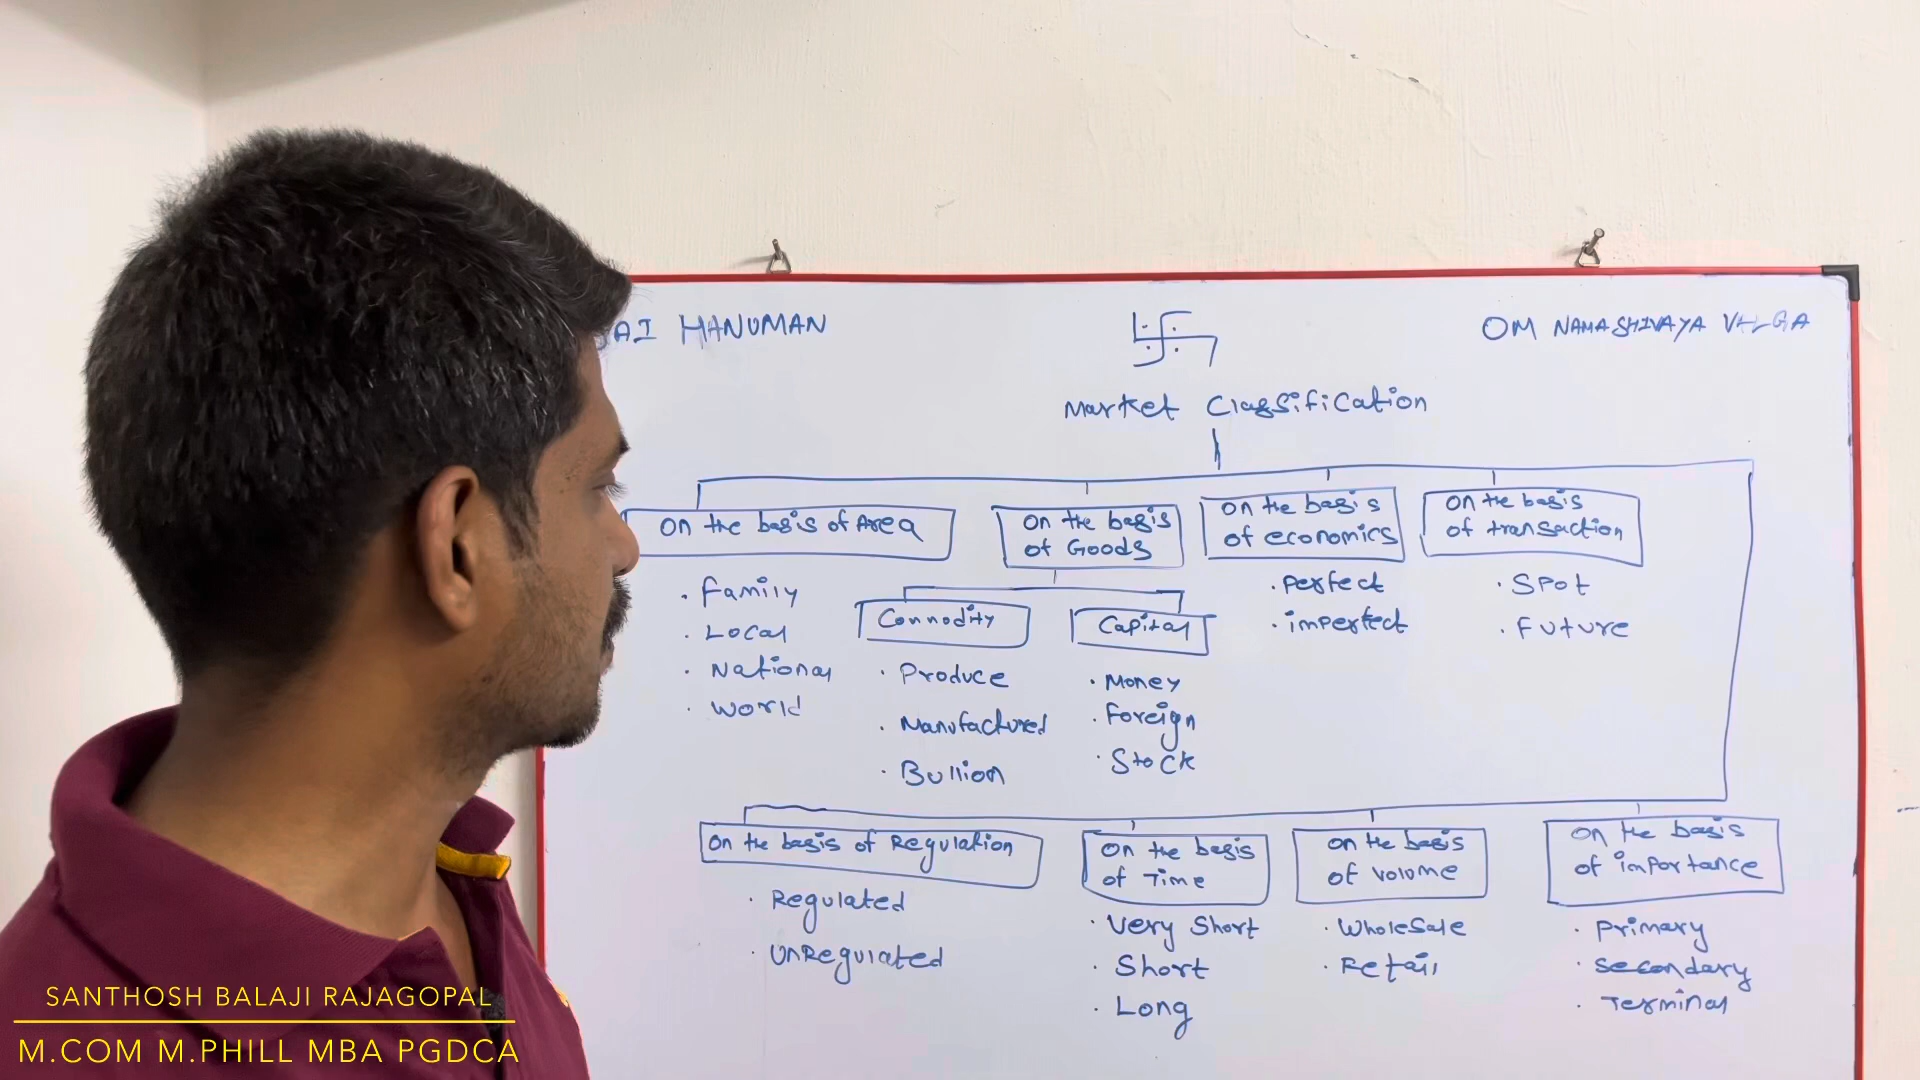 JAI HANUMAN
OM NAMASHIVAYA
Market Classification
On the basis of Area
• Family
• Local
• National
• World
On the basis
of Goods
Commodity
• Produce
• Manufactured
• Bullion
Capital
• Money
• Foreign
• Stock
On the basis
of economics
• Perfect
• imperfect
On the basis
of transaction
• Spot
• Future
On the basis of Regulation
• Regulated
• UnRegulated
On the basis
of Time
• Very Short
• Short
• Long
On the basis
of volume
• Wholesale
• Retail
On the basis
of importance
• Primary
• Secondary
• Terminal
SANTHOSH BALAJI RAJAGOPAL
M.COM M.PHILL MBA PGDCA